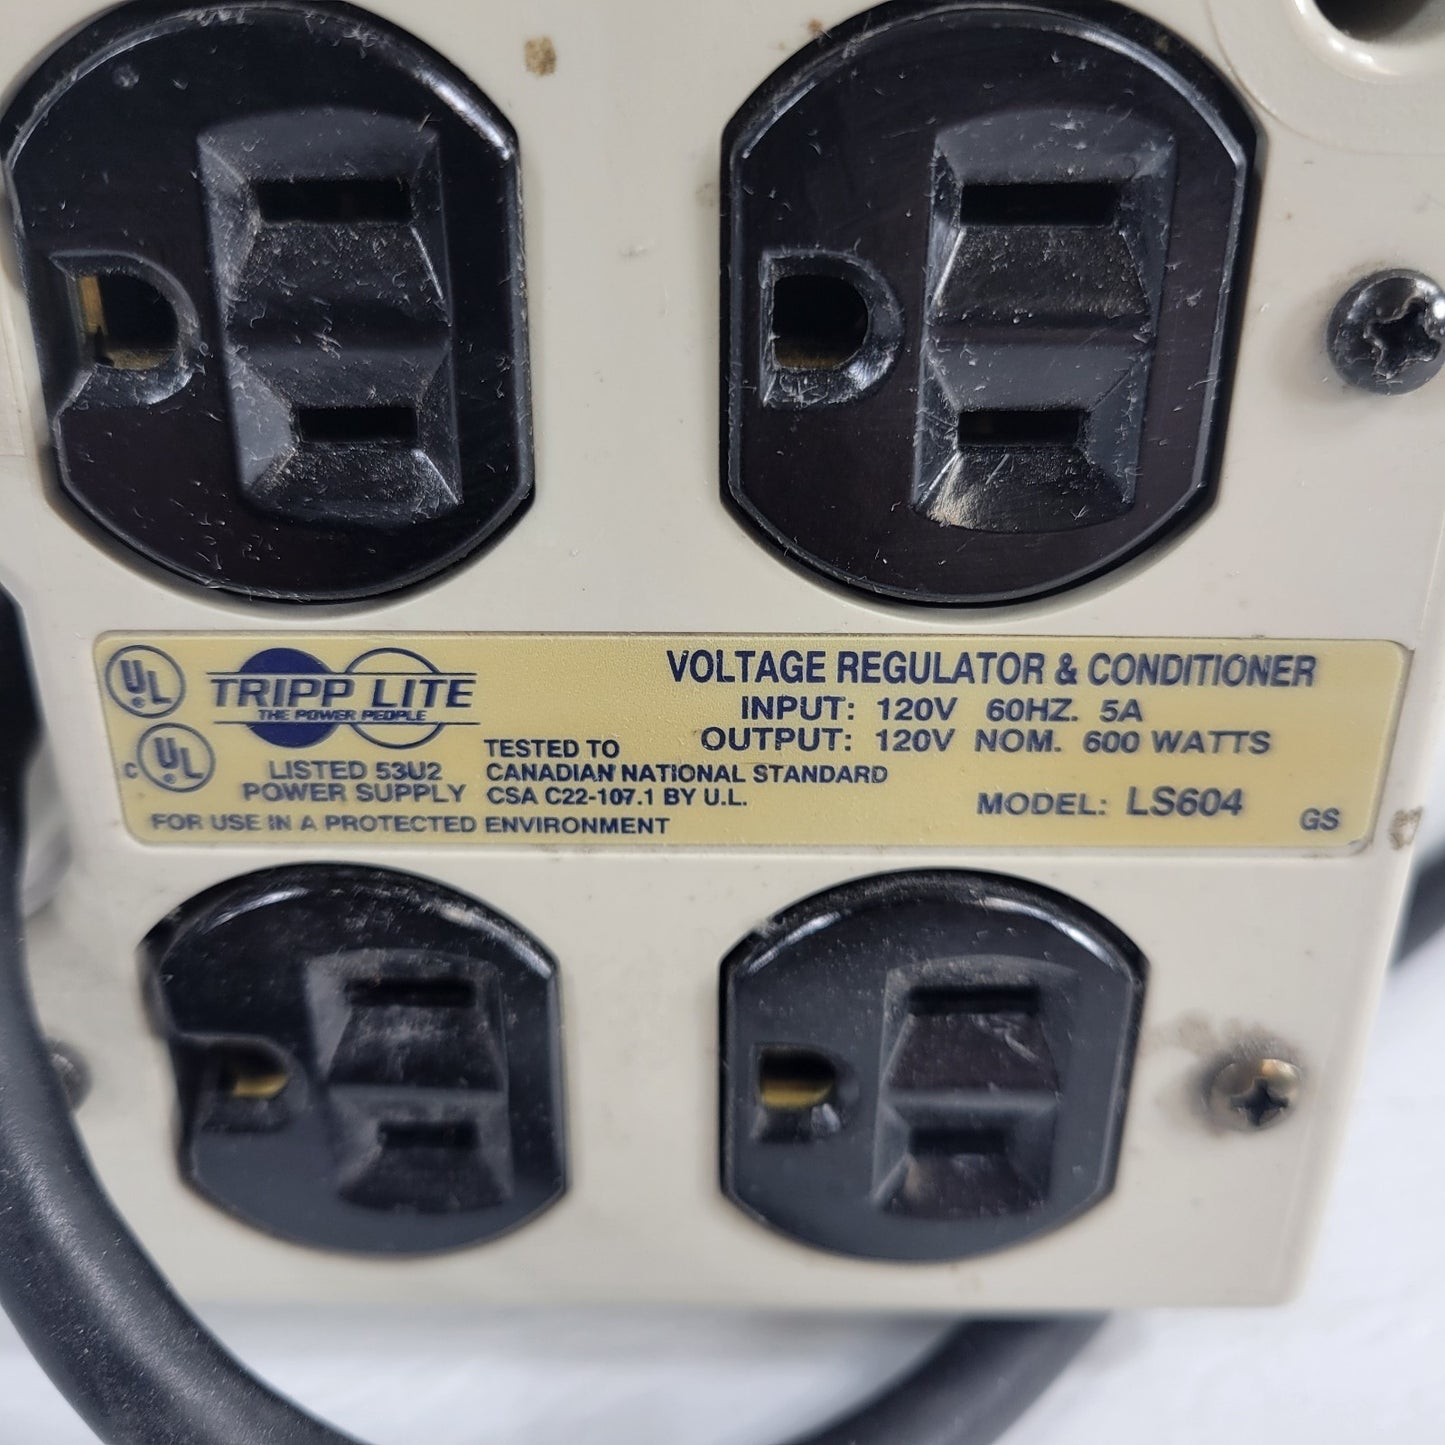 UL ®
TRIPP LITE
THE POWER PEOPLE
VOLTAGE REGULATOR & CONDITIONER
INPUT: 120V 60HZ. 5A
OUTPUT: 120V NOM. 600 WATTS
c UL ®
LISTED 53U2
POWER SUPPLY
TESTED TO
CANADIAN NATIONAL STANDARD
CSA C22-107.1 BY U.L.
MODEL: LS604
GS
FOR USE IN A PROTECTED ENVIRONMENT